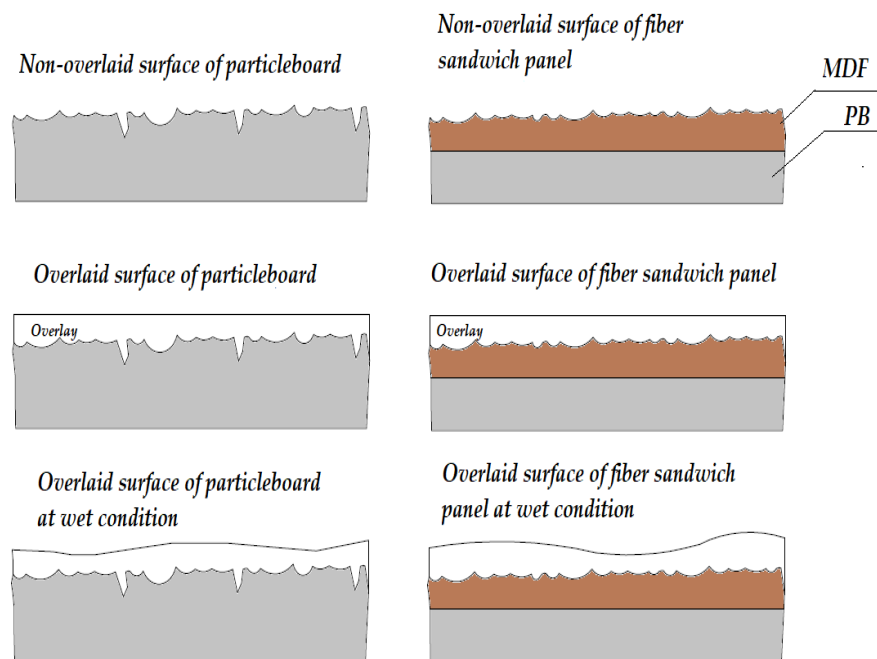 Non-overlaid surface of particleboard
Non-overlaid surface of fiber
sandwich panel
MDF
PB
Overlaid surface of particleboard
Overlaid surface of fiber sandwich panel
Overlay
Overlay
Overlaid surface of particleboard
at wet condition
Overlaid surface of fiber sandwich
panel at wet condition